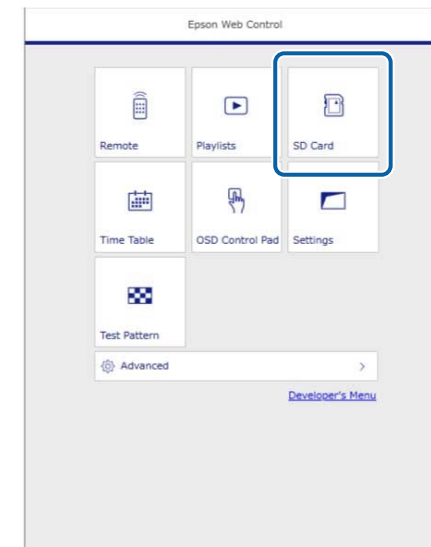 Epson Web Control
Remote
Playlists
SD Card
Time Table
OSD Control Pad
Settings
Test Pattern
Advanced
Developer's Menu